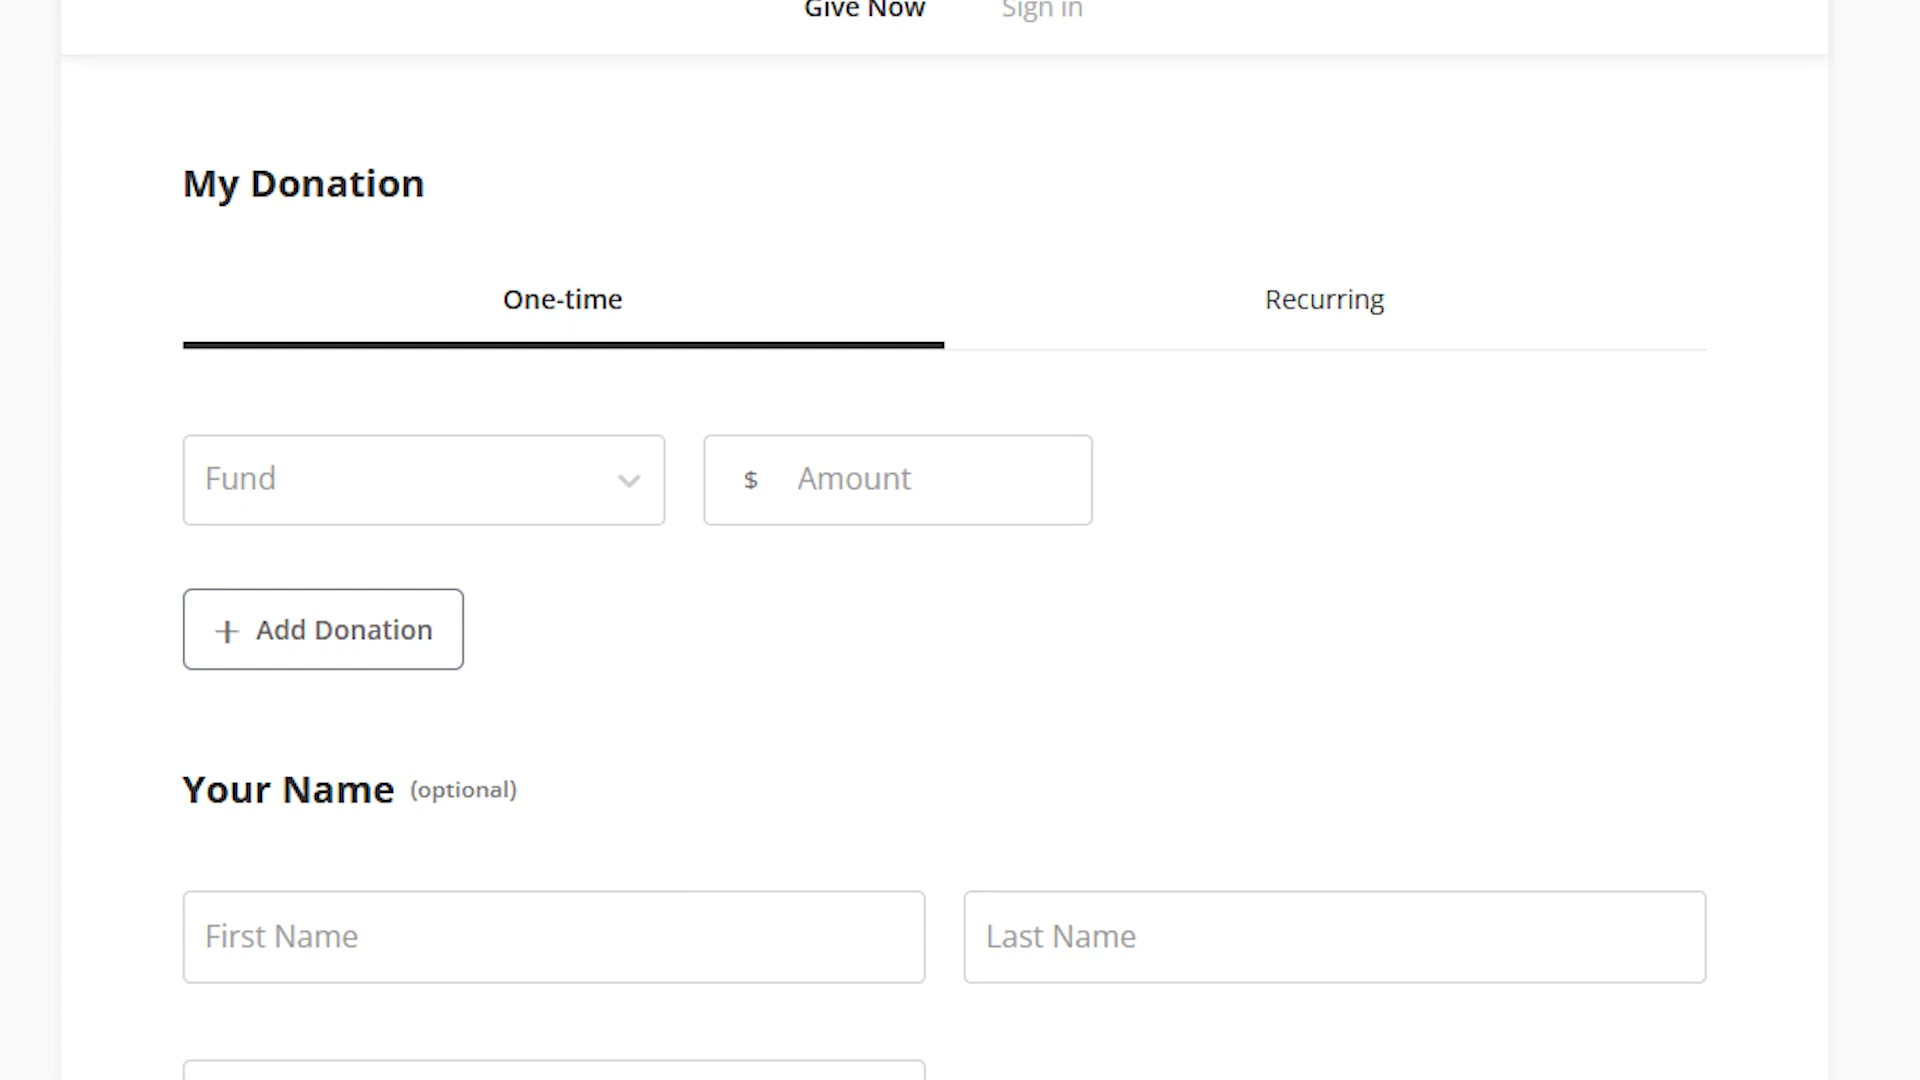 Give Now Sign in
My Donation
One-time Recurring
Fund $ Amount
+ Add Donation
Your Name (optional)
First Name Last Name